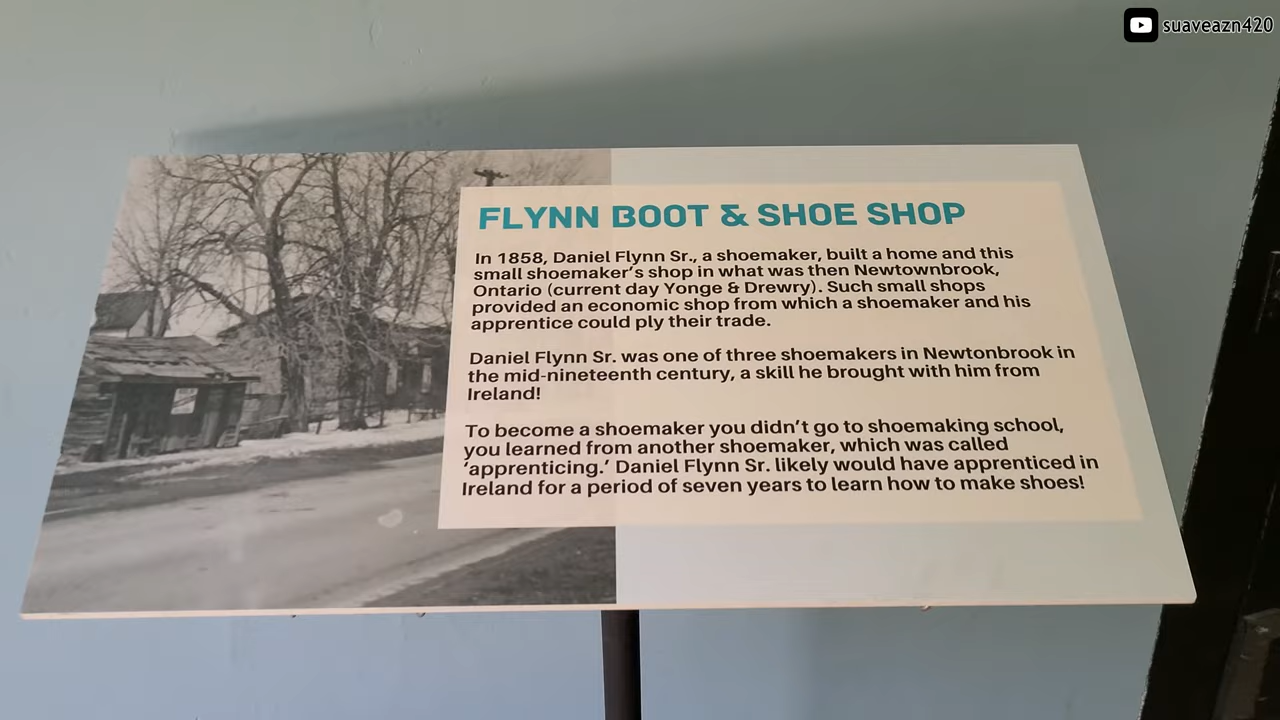 suaveazn420
FLYNN BOOT & SHOE SHOP
In 1858, Daniel Flynn Sr., a shoemaker, built a home and this
small shoemaker's shop in what was then Newtownbrook,
Ontario (current day Yonge & Drewry). Such small shops
provided an economic shop from which a shoemaker and his
apprentice could ply their trade.
Daniel Flynn Sr. was one of three shoemakers in Newtonbrook in
the mid-nineteenth century, a skill he brought with him from
Ireland!
To become a shoemaker you didn't go to shoemaking school,
you learned from another shoemaker, which was called
'apprenticing.' Daniel Flynn Sr. likely would have apprenticed in
Ireland for a period of seven years to learn how to make shoes!